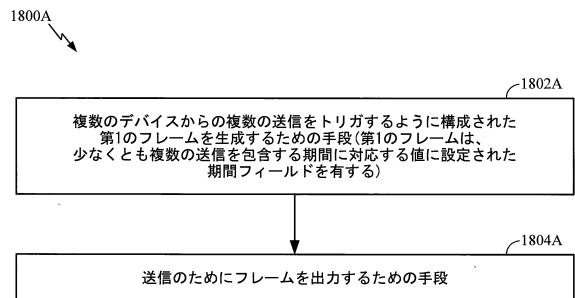 1800A
1802A
複数のデバイスからの複数の送信をトリガするように構成された
第1のフレームを生成するための手段(第1のフレームは、
少なくとも複数の送信を包含する期間に対応する値に設定された
期間フィールドを有する)
1804A
送信のためにフレームを出力するための手段